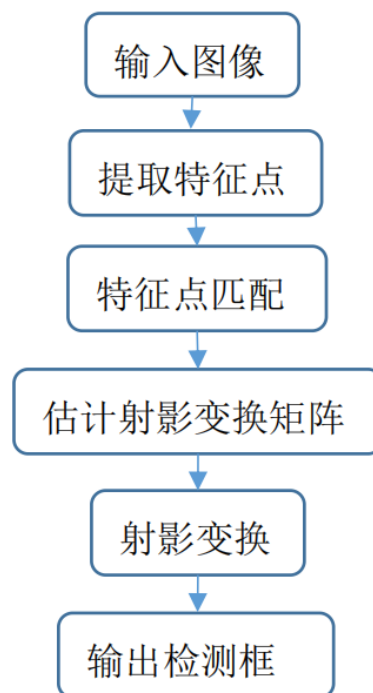 输入图像
提取特征点
特征点匹配
估计射影变换矩阵
射影变换
输出检测框